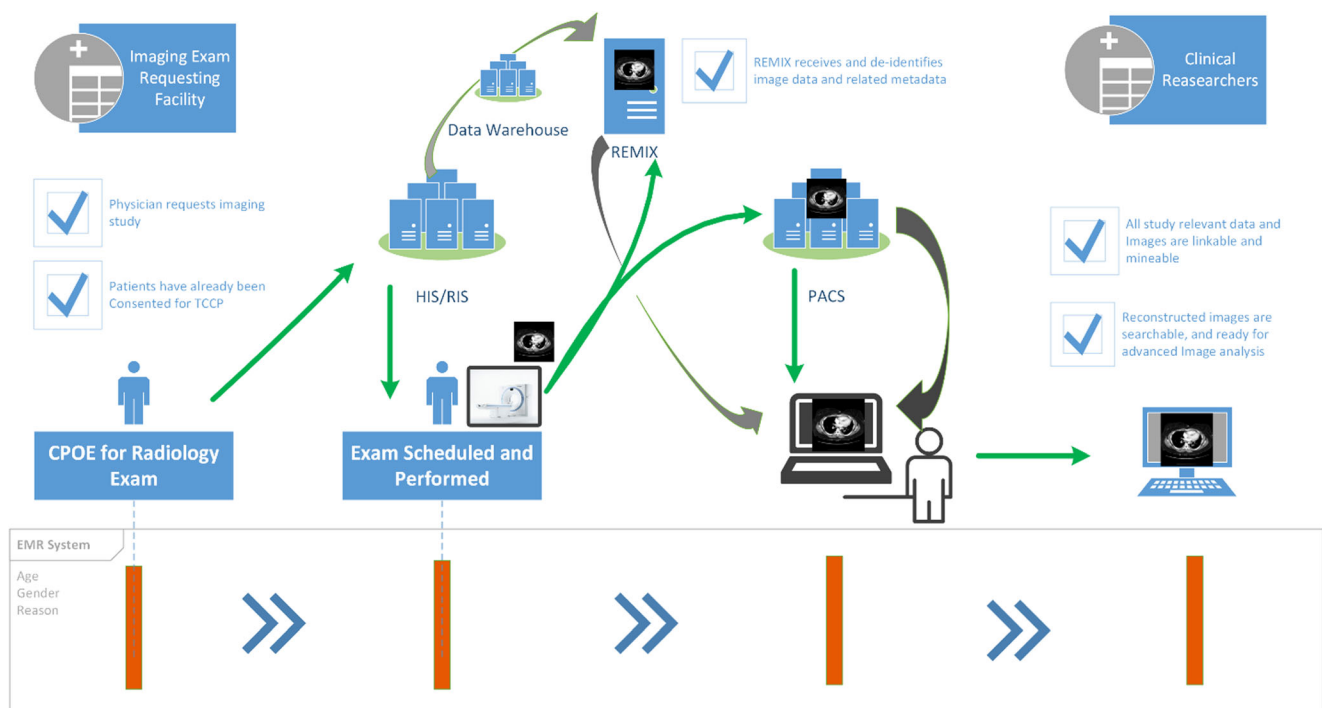 Imaging Exam
Requesting
Facility
Data Warehouse
REMIX
REMIX receives and de-identifies
image data and related metadata
Clinical
Reasearchers
Physician requests imaging
study
Patients have already been
Consented for TCCP
HIS/RIS
PACS
All study relevant data and
Images are linkable and
mineable
Reconstructed images are
searchable, and ready for
advanced Image analysis
CPOE for Radiology
Exam
Exam Scheduled and
Performed
EMR System
Age
Gender
Reason